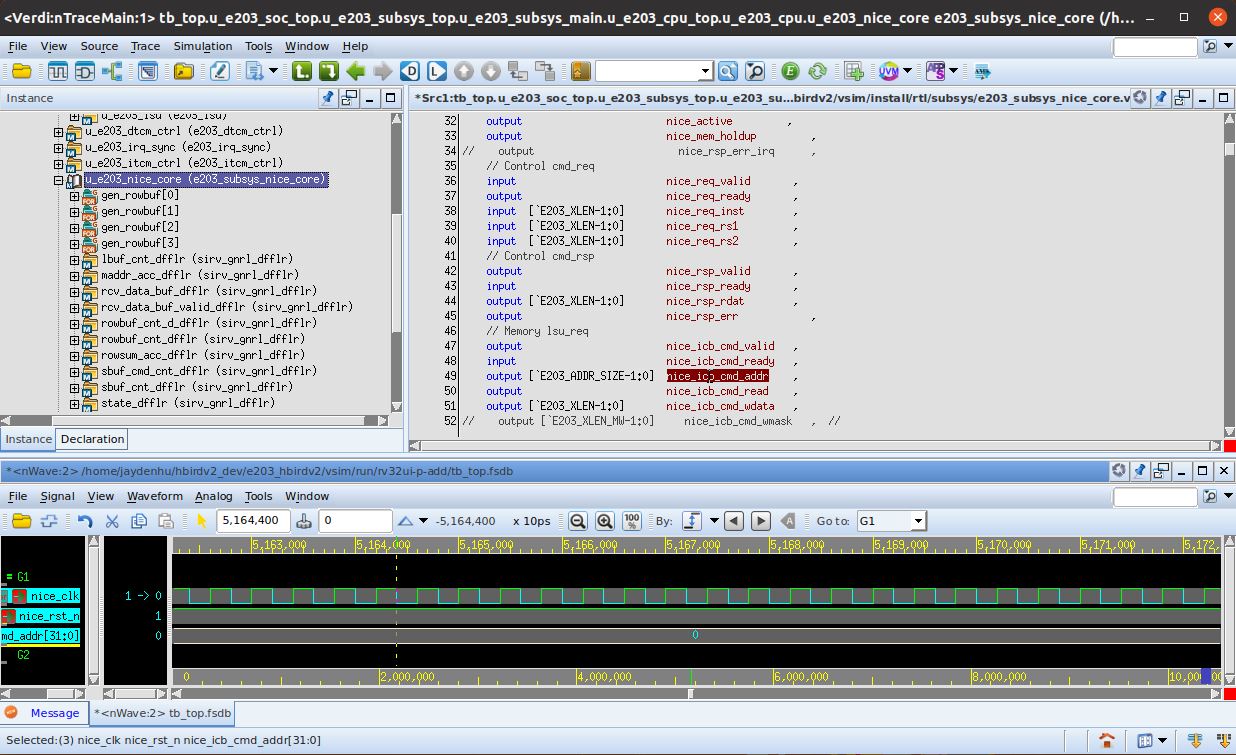 <Verdi:nTraceMain:1> tb_top.u_e203_soc_top.u_e203_subsys_top.u_e203_subsys_main.u_e203_cpu_top.u_e203_cpu.u_e203_nice_core e203_subsys_nice_core (/h...
File View Source Trace Simulation Tools Window Help
Instance
*Src1:tb_top.u_e203_soc_top.u_e203_subsys_top.u_e203_su...birdv2/vsim/install/rtl/subsys/e203_subsys_nice_core.v
u_e203_lsu (e203_lsu)
u_e203_dtcm_ctrl (e203_dtcm_ctrl)
u_e203_irq_sync (e203_irq_sync)
u_e203_itcm_ctrl (e203_itcm_ctrl)
u_e203_nice_core (e203_subsys_nice_core)
gen_rowbuf[0]
gen_rowbuf[1]
gen_rowbuf[2]
gen_rowbuf[3]
lbuf_cnt_dfflr (sirv_gnrl_dfflr)
maddr_acc_dfflr (sirv_gnrl_dfflr)
rcv_data_buf_dfflr (sirv_gnrl_dfflr)
rcv_data_buf_valid_dfflr (sirv_gnrl_dfflr)
rowbuf_cnt_d_dfflr (sirv_gnrl_dfflr)
rowbuf_cnt_dfflr (sirv_gnrl_dfflr)
rowsum_acc_dfflr (sirv_gnrl_dfflr)
sbuf_cmd_cnt_dfflr (sirv_gnrl_dfflr)
sbuf_cnt_dfflr (sirv_gnrl_dfflr)
state_dfflr (sirv_gnrl_dfflr)
Instance Declaration
32 output nice_active ,
33 output nice_mem_holdup ,
34 // output nice_rsp_err_irq ,
35 // Control cmd_req
36 input nice_req_valid ,
37 output nice_req_ready ,
38 input [`E203_XLEN-1:0] nice_req_inst ,
39 input [`E203_XLEN-1:0] nice_req_rs1 ,
40 input [`E203_XLEN-1:0] nice_req_rs2 ,
41 // Control cmd_rsp
42 output nice_rsp_valid ,
43 input nice_rsp_ready ,
44 output [`E203_XLEN-1:0] nice_rsp_rdat ,
45 output nice_rsp_err ,
46 // Memory lsu_req
47 output nice_icb_cmd_valid ,
48 input nice_icb_cmd_ready ,
49 output [`E203_ADDR_SIZE-1:0] nice_icb_cmd_addr ,
50 output nice_icb_cmd_read ,
51 output [`E203_XLEN-1:0] nice_icb_cmd_wdata ,
52 // output [`E203_XLEN_MW-1:0] nice_icb_cmd_wmask , //
*<nWave:2> /home/jaydenhu/hbirdv2_dev/e203_hbirdv2/vsim/run/rv32ui-p-add/tb_top.fsdb
File Signal View Waveform Analog Tools Window
5,164,400 0 -5,164,400 x 10ps 100% By: Go to: G1
5,163,000 5,164,000 5,165,000 5,166,000 5,167,000 5,168,000 5,169,000 5,170,000 5,171,000 5,172,
= G1
nice_clk 1 -> 0
nice_rst_n 1
md_addr[31:0] 0 0
G2
0 2,000,000 4,000,000 6,000,000 8,000,000
Message *<nWave:2> tb_top.fsdb
Selected:(3) nice_clk nice_rst_n nice_icb_cmd_addr[31:0]